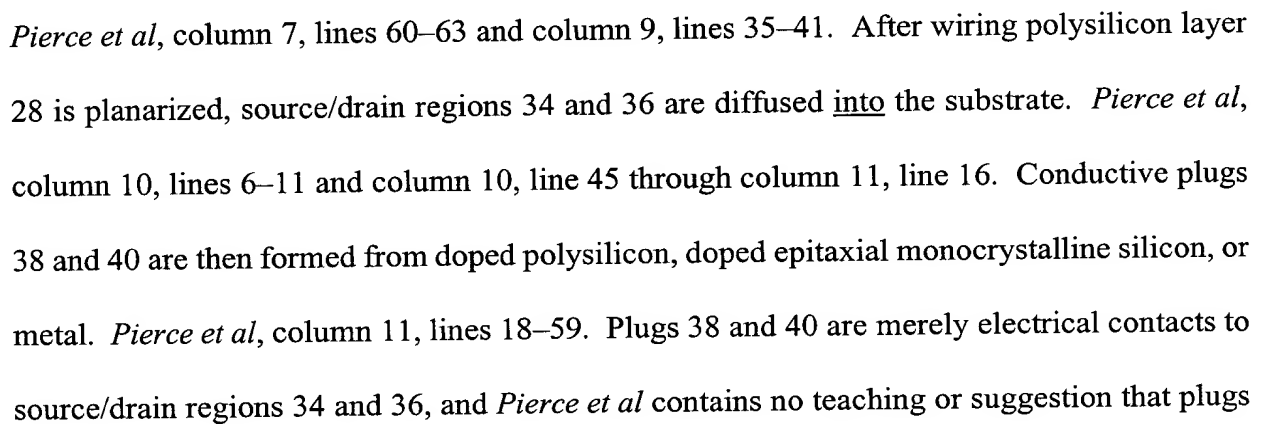 Pierce et al, column 7, lines 60–63 and column 9, lines 35–41. After wiring polysilicon layer
28 is planarized, source/drain regions 34 and 36 are diffused into the substrate. Pierce et al,
column 10, lines 6–11 and column 10, line 45 through column 11, line 16. Conductive plugs
38 and 40 are then formed from doped polysilicon, doped epitaxial monocrystalline silicon, or
metal. Pierce et al, column 11, lines 18–59. Plugs 38 and 40 are merely electrical contacts to
source/drain regions 34 and 36, and Pierce et al contains no teaching or suggestion that plugs